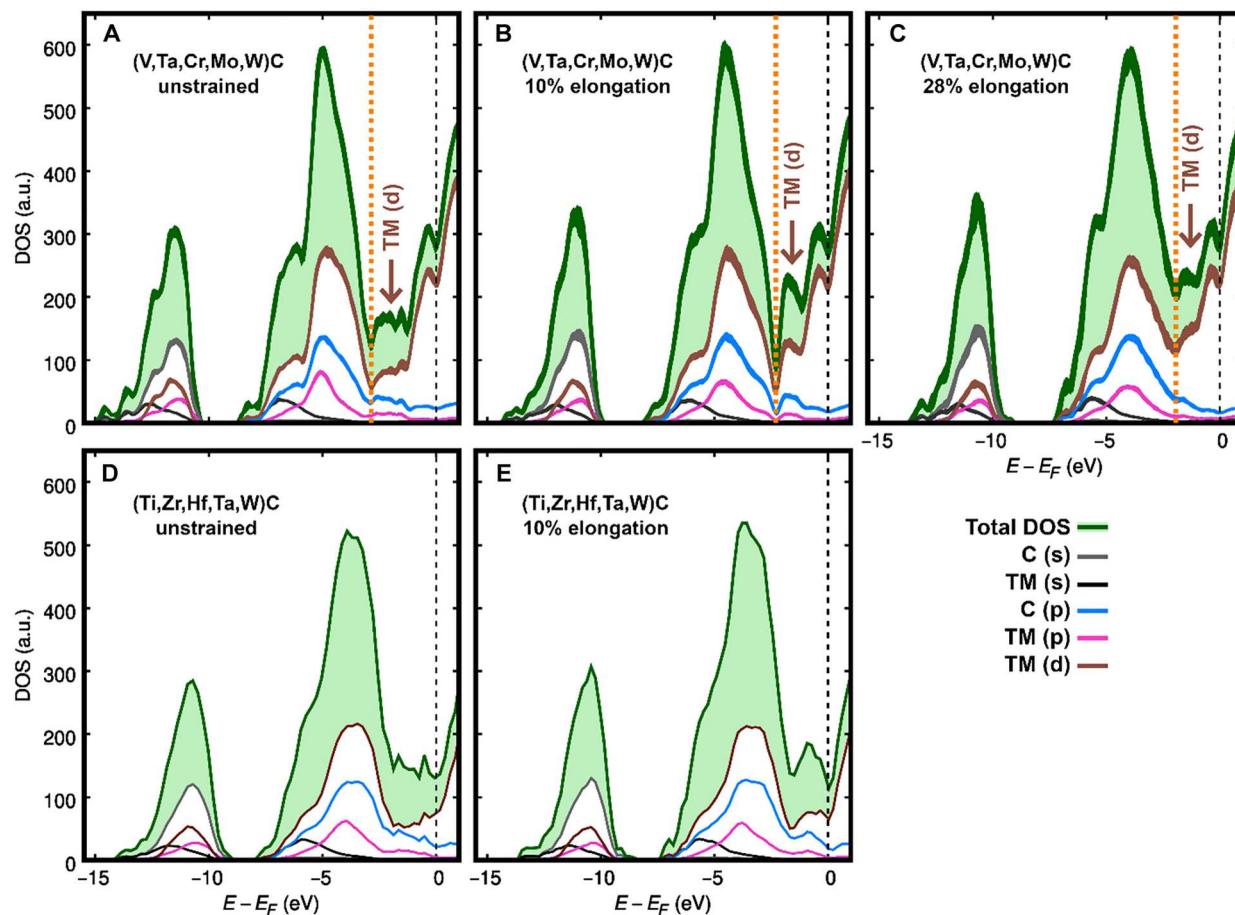 A
(V,Ta,Cr,Mo,W)C
unstrained
TM (d)
B
(V,Ta,Cr,Mo,W)C
10% elongation
TM (d)
C
(V,Ta,Cr,Mo,W)C
28% elongation
TM (d)
600
500
400
300
200
100
0
DOS (a.u.)
−15
−10
−5
0
E − EF (eV)
D
(Ti,Zr,Hf,Ta,W)C
unstrained
E
(Ti,Zr,Hf,Ta,W)C
10% elongation
600
500
400
300
200
100
0
DOS (a.u.)
−15
−10
−5
0
E − EF (eV)
−15
−10
−5
0
E − EF (eV)
Total DOS
C (s)
TM (s)
C (p)
TM (p)
TM (d)